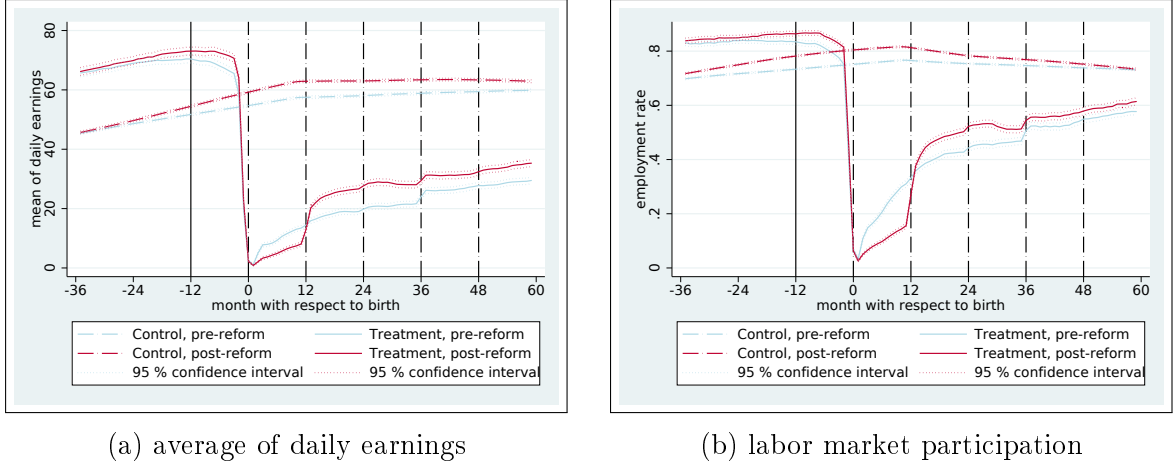 mean of daily earnings
80
60
40
20
0
-36 -24 -12 0 12 24 36 48 60
month with respect to birth
Control, pre-reform Treatment, pre-reform
Control, post-reform Treatment, post-reform
95 % confidence interval 95 % confidence interval
(a) average of daily earnings
employment rate
.8
.6
.4
.2
0
-36 -24 -12 0 12 24 36 48 60
month with respect to birth
Control, pre-reform Treatment, pre-reform
Control, post-reform Treatment, post-reform
95 % confidence interval 95 % confidence interval
(b) labor market participation